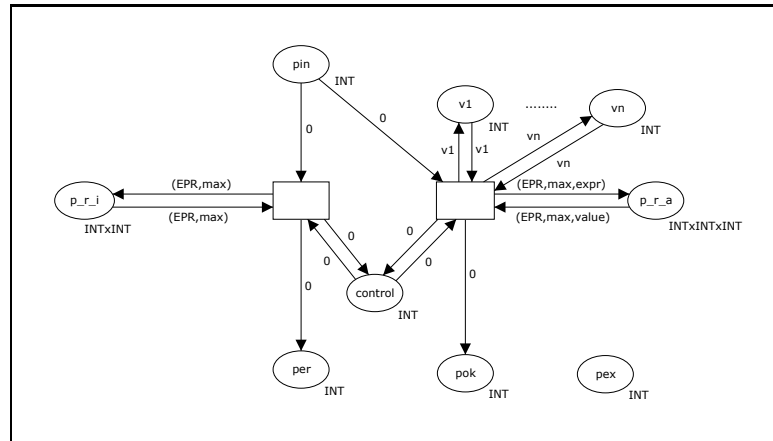 pin
INT
0
0
v1
INT
........
vn
INT
v1
v1
vn
vn
p_r_i
INTxINT
(EPR,max)
(EPR,max)
(EPR,max,expr)
(EPR,max,value)
p_r_a
INTxINTxINT
0
0
0
0
control
INT
0
0
per
INT
pok
INT
pex
INT